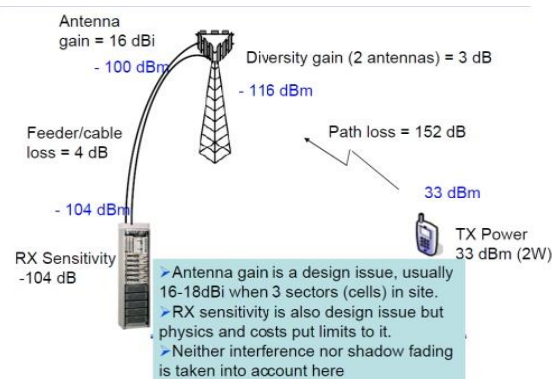 Antenna
gain = 16 dBi
- 100 dBm
Diversity gain (2 antennas) = 3 dB
- 116 dBm
Feeder/cable
loss = 4 dB
Path loss = 152 dB
33 dBm
- 104 dBm
TX Power
33 dBm (2W)
RX Sensitivity
-104 dB
➢Antenna gain is a design issue, usually
16-18dBi when 3 sectors (cells) in site.
➢RX sensitivity is also design issue but
physics and costs put limits to it.
➢Neither interference nor shadow fading
is taken into account here